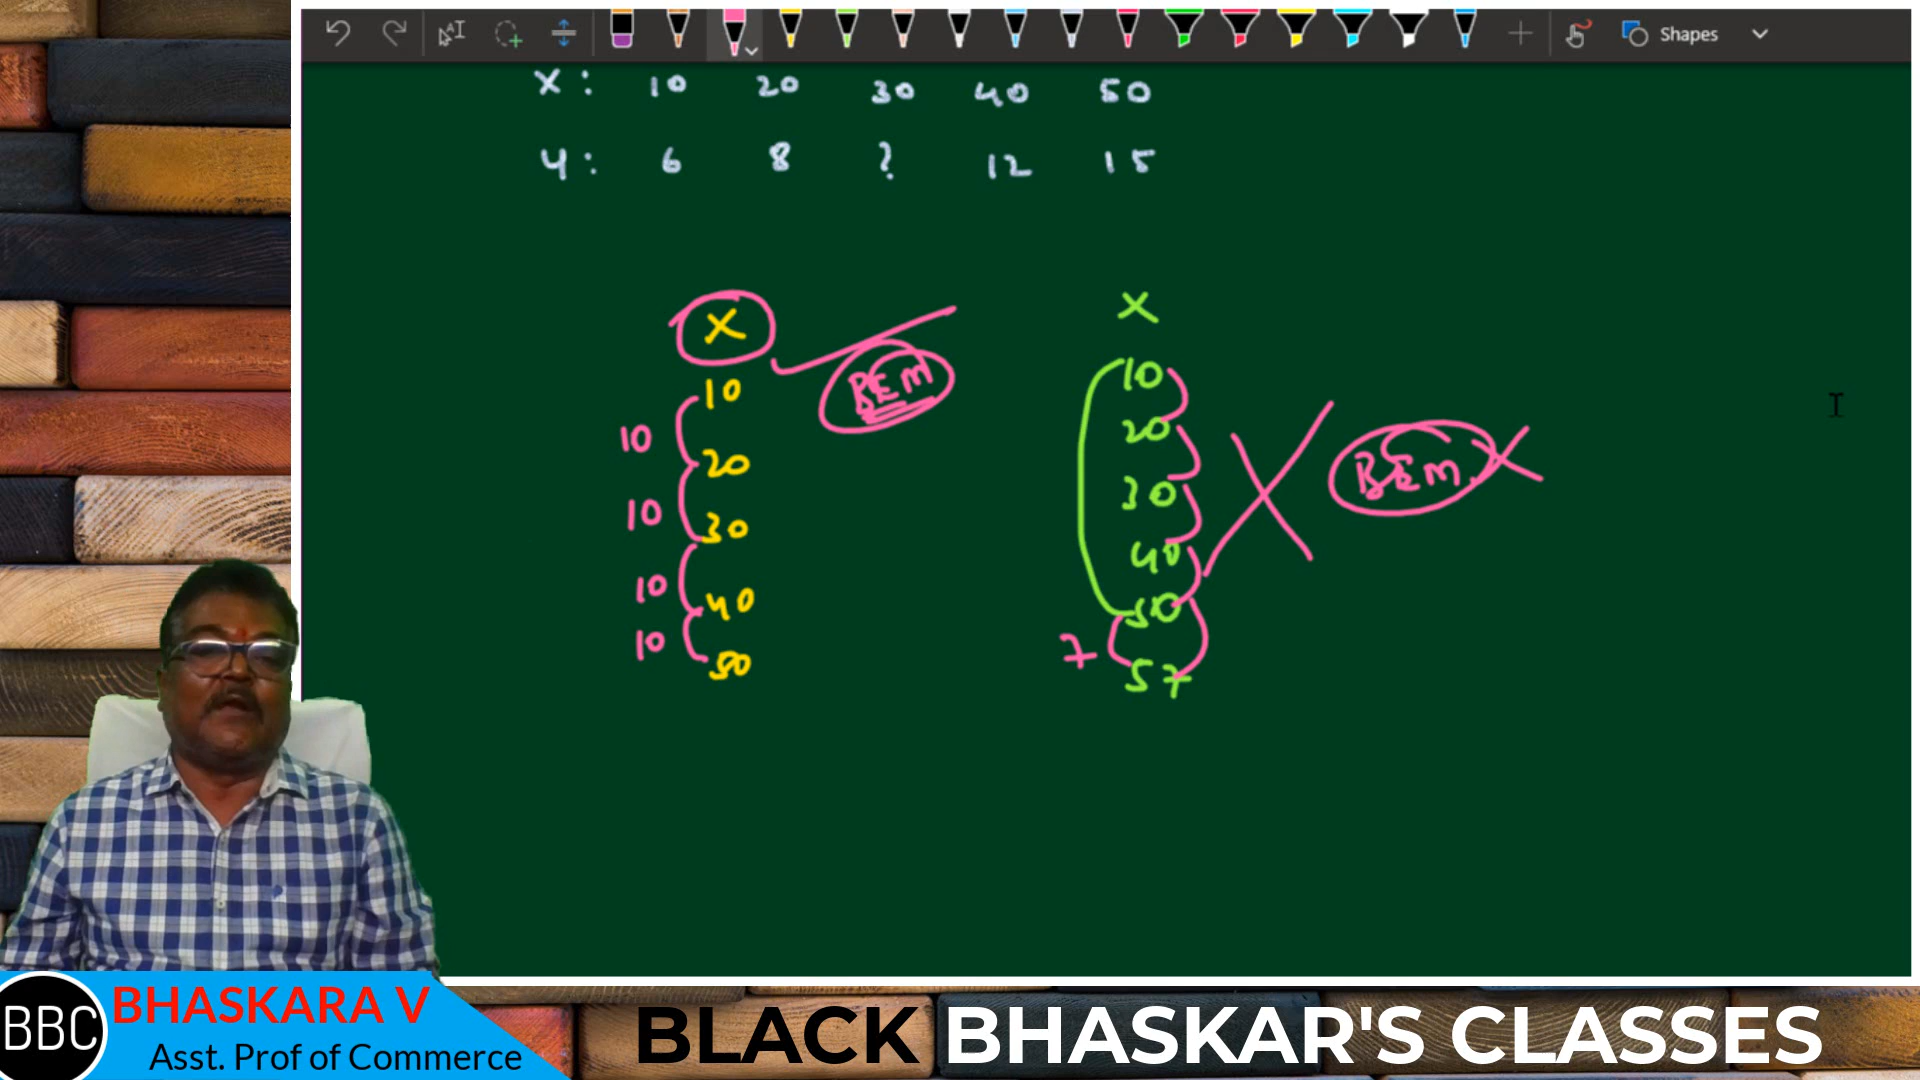 Shapes
X : 10 20 30 40 50
Y : 6 8 ? 12 15
X
BEM
10
20
30
40
50
10
10
10
10
X
10
20
30
40
50
57
7
BEM
BBC
BHASKARA V
Asst. Prof of Commerce
BLACK BHASKAR'S CLASSES